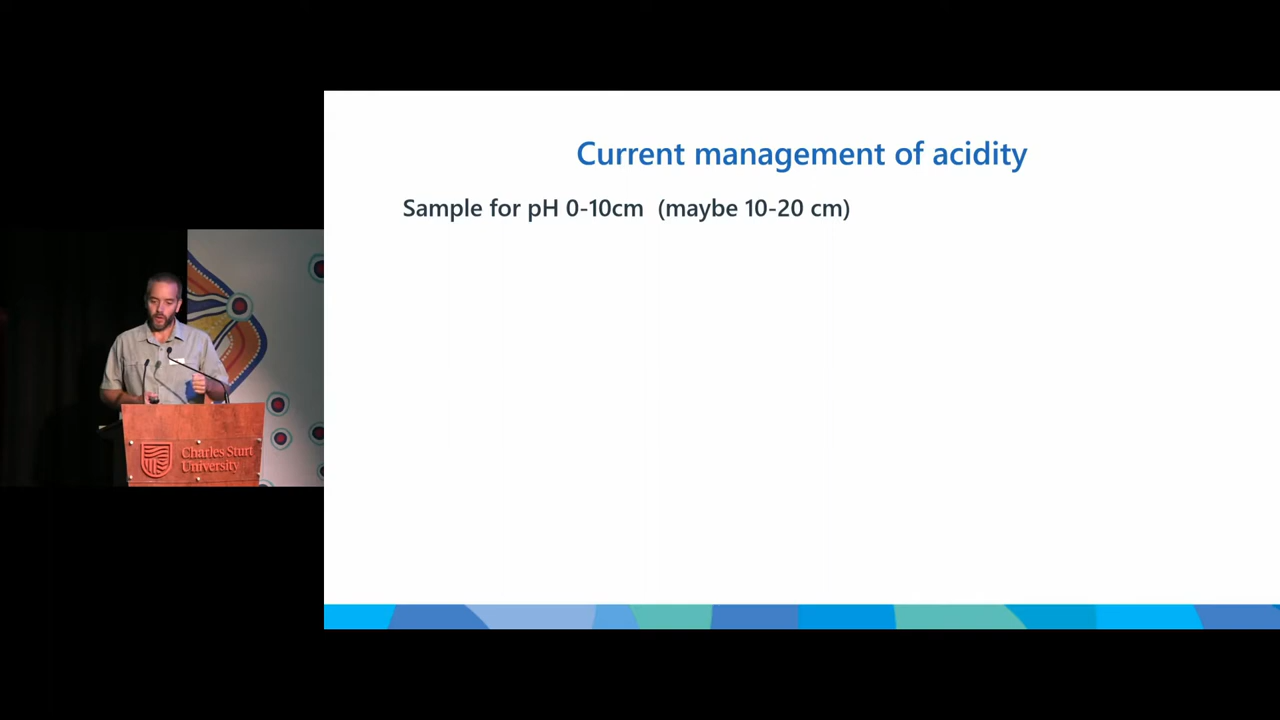 Current management of acidity
Sample for pH 0-10cm (maybe 10-20 cm)
Charles Sturt
University